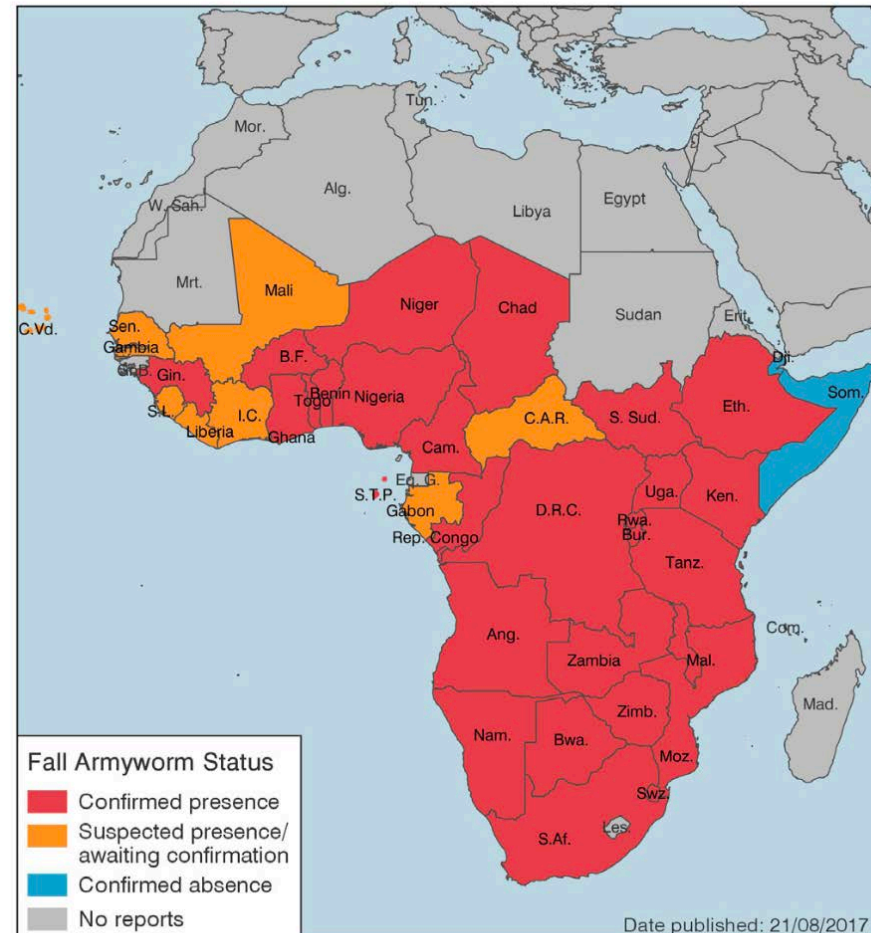 Tun.
Mor.
Alg.
Libya
Egypt
W. Sah.
Mrt.
Mali
Niger
Chad
Sudan
Erit.
C.Vd.
Sen.
Gambia
G.B.
Gin.
B.F.
Benin
Togo
Nigeria
Dji.
Som.
Eth.
S. Sud.
C.A.R.
S.L.
I.C.
Liberia
Ghana
Cam.
Eq. G.
S.T.P.
Gabon
Rep. Congo
D.R.C.
Uga.
Ken.
Rwa.
Bur.
Tanz.
Com.
Ang.
Zambia
Mal.
Mad.
Nam.
Bwa.
Zimb.
Moz.
Swz.
Les.
S.Af.
Fall Armyworm Status
Confirmed presence
Suspected presence/
awaiting confirmation
Confirmed absence
No reports
Date published: 21/08/2017